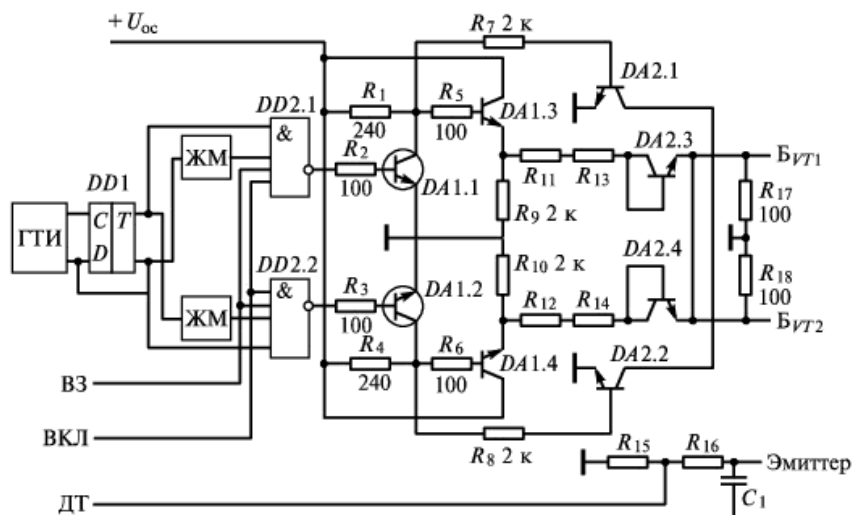 + Uос
R7 2 к
DA2.1
R1
240
R5
100
DA1.3
DD2.1
&
ЖМ
R2
100
DA1.1
DA2.3
БVT1
R11
R13
R17
100
DD1
ГТИ
C
T
D
R9 2 к
R10 2 к
DD2.2
&
ЖМ
R3
100
DA1.2
DA2.4
R18
100
R12
R14
БVT2
R4
240
R6
100
DA1.4
DA2.2
ВЗ
ВКЛ
R8 2 к
R15
R16
Эмиттер
C1
ДТ